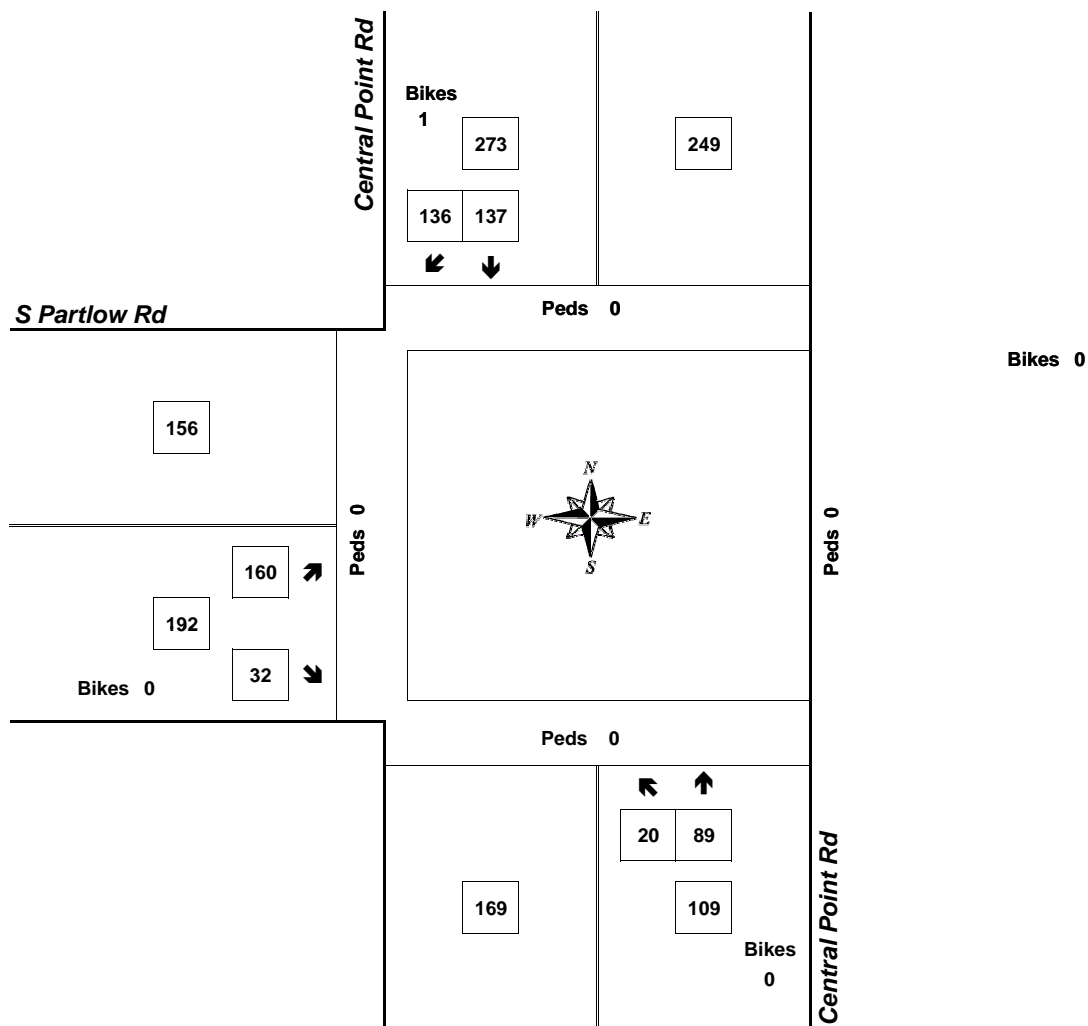 Central Point Rd
Bikes
1
273
249
136 137
Peds 0
S Partlow Rd
Bikes 0
156
N
W E
S
Peds 0
Peds 0
160
192
32
Bikes 0
Peds 0
20 89
169
109
Central Point Rd
Bikes
0